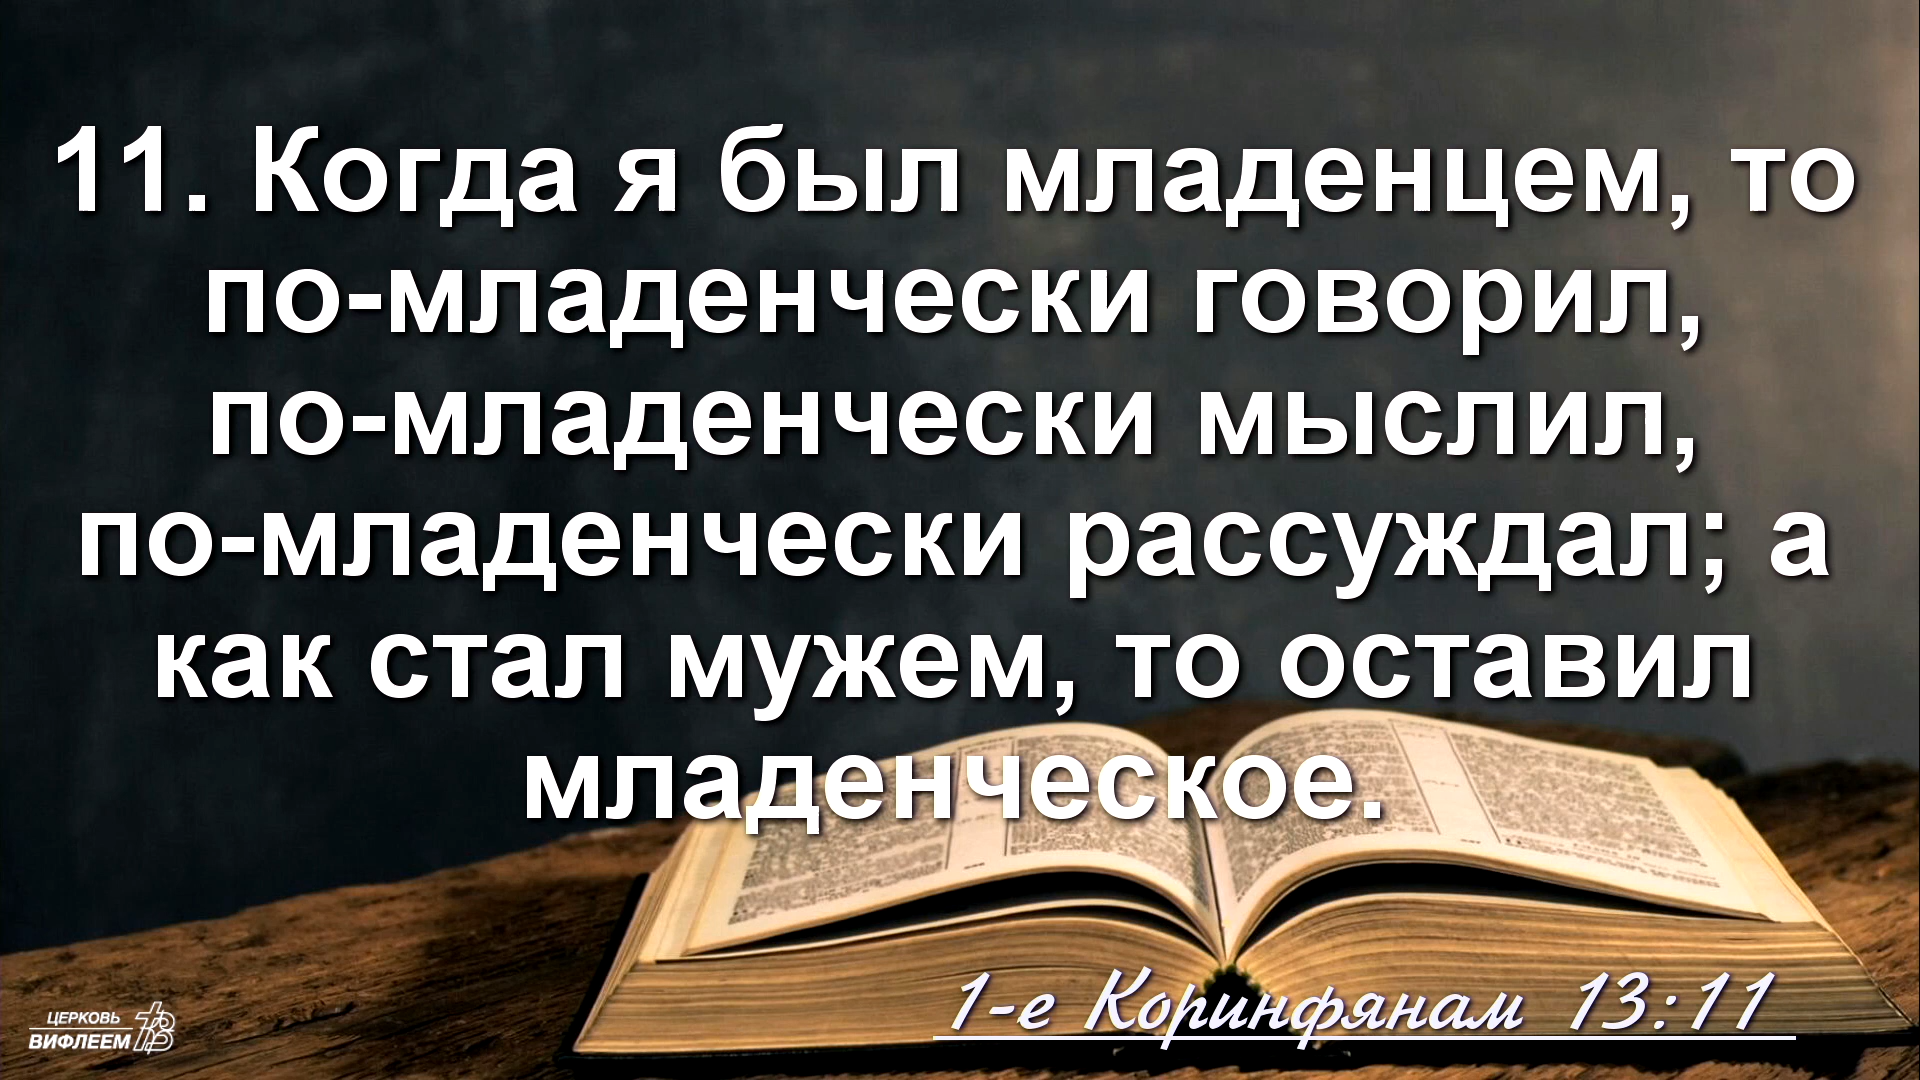 11. Когда я был младенцем, то
по-младенчески говорил,
по-младенчески мыслил,
по-младенчески рассуждал; а
как стал мужем, то оставил
младенческое.
1-е Коринфянам 13:11
ЦЕРКОВЬ
ВИФЛЕЕМ